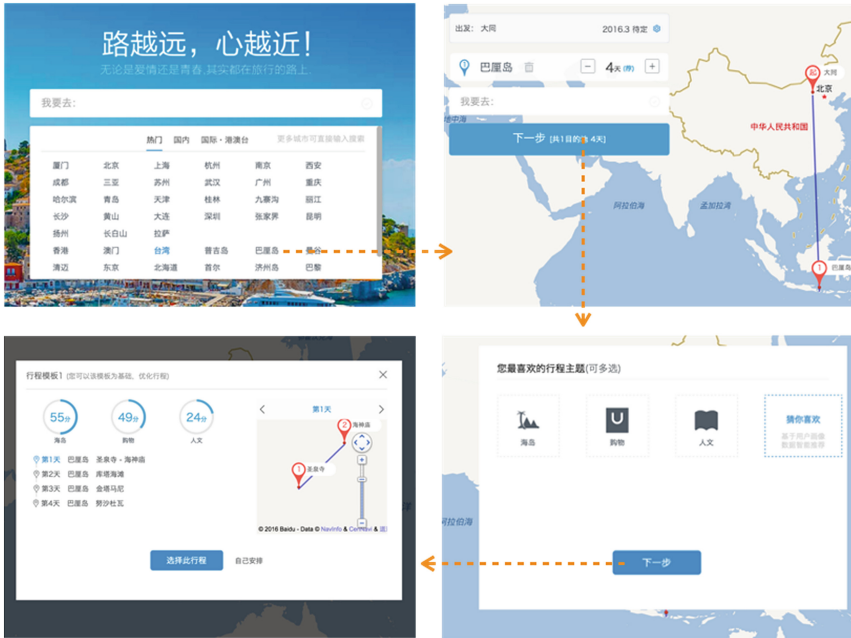 路越远，心越近！
无论是爱情还是青春,其实都在旅行的路上.
我要去:
热门 国内 国际·港澳台 更多城市可直接输入搜索
厦门 北京 上海 杭州 南京 西安
成都 三亚 苏州 武汉 广州 重庆
哈尔滨 青岛 天津 桂林 九寨沟 丽江
长沙 黄山 大连 深圳 张家界 昆明
扬州 长白山 拉萨
香港 澳门 台湾 普吉岛 巴厘岛 曼谷
清迈 东京 北海道 首尔 济州岛 巴黎
出发: 大同 2016.3 待定
巴厘岛 4天(荐)
我要去:
下一步 [共1目的地 4天]
地中海
起 大同
北京
中华人民共和国
阿拉伯海
孟加拉湾
1 巴厘岛
行程模板1 (您可以该模板为基础，优化行程)
55分 49分 24分
海岛 购物 人文
第1天 巴厘岛 圣泉寺 - 海神庙
第2天 巴厘岛 库塔海滩
第3天 巴厘岛 金塔马尼
第4天 巴厘岛 努沙杜瓦
第1天
2 海神庙
1 圣泉寺
© 2016 Baidu - Data © NavInfo & CenNavi & 道
选择此行程 自己安排
洋
您最喜欢的行程主题(可多选)
海岛 购物 人文
猜你喜欢
基于用户画像
数据智能推荐
阿拉伯海
下一步